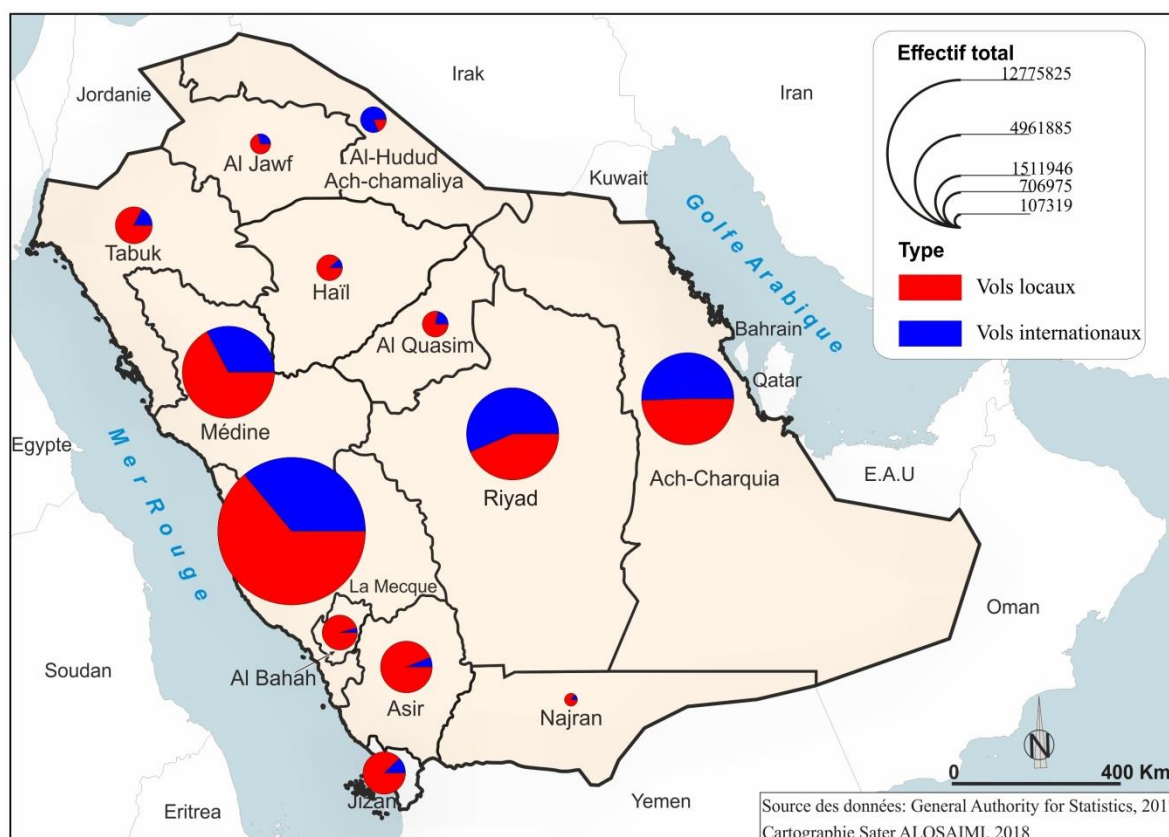 Jordanie
Irak
Iran
Al Jawf
Al-Hudud
Ach-chamaliya
Kuwait
Tabuk
Haïl
Al Quasim
Golfe Arabique
Bahrain
Qatar
Médine
Egypte
Mer Rouge
Riyad
Ach-Charquia
E.A.U
La Mecque
Oman
Soudan
Al Bahah
Asir
Najran
Jizan
Eritrea
Yemen
Effectif total
12775825
4961885
1511946
706975
107319
Type
Vols locaux
Vols internationaux
N
0 400 Km
Source des données: General Authority for Statistics,
Cartographie Sater ALOSAIMI, 2018